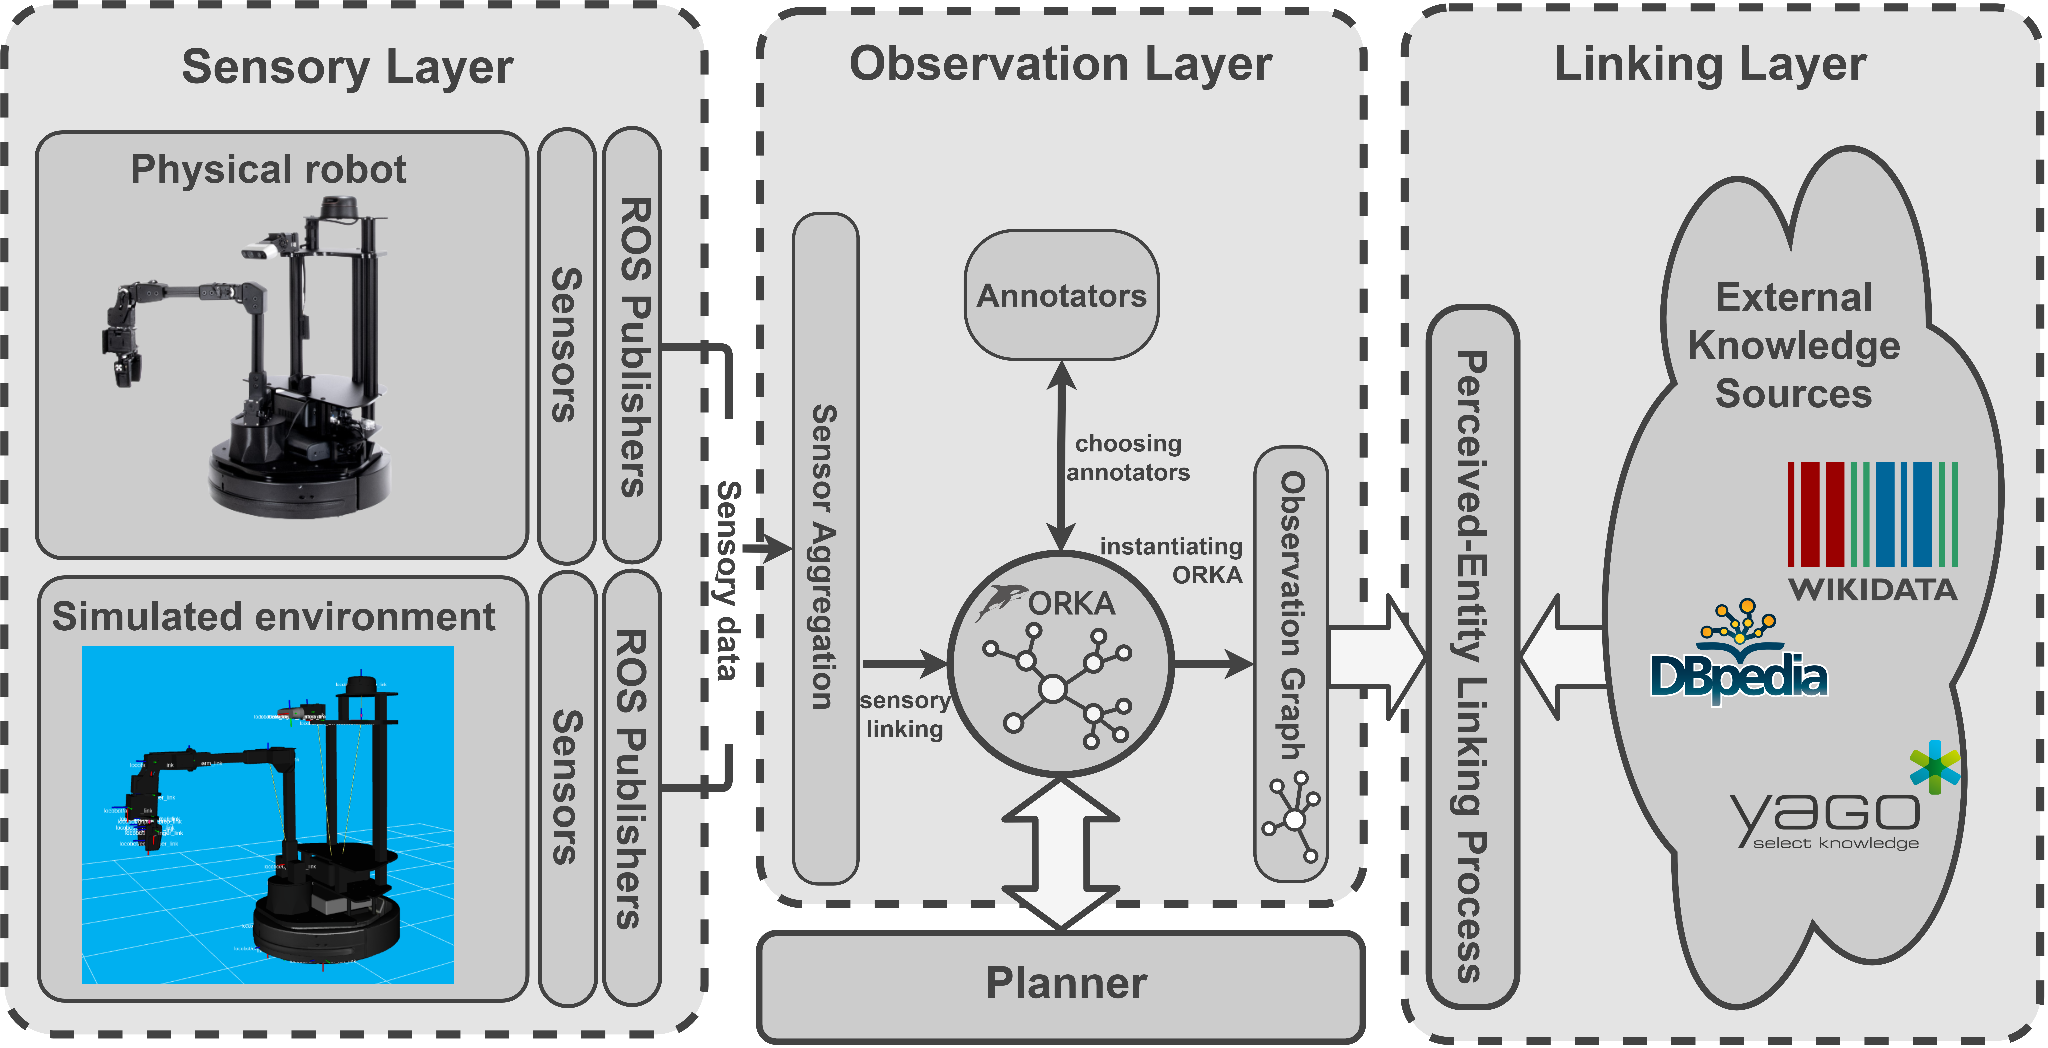 Sensory Layer
Physical robot
Sensors
ROS Publishers
Simulated environment
Sensors
ROS Publishers
Sensory data
Observation Layer
Sensor Aggregation
Annotators
choosing
annotators
instantiating
ORKA
ORKA
sensory
linking
Observation Graph
Planner
Linking Layer
Perceived-Entity Linking Process
External
Knowledge
Sources
WIKIDATA
DBpedia
yago
select knowledge